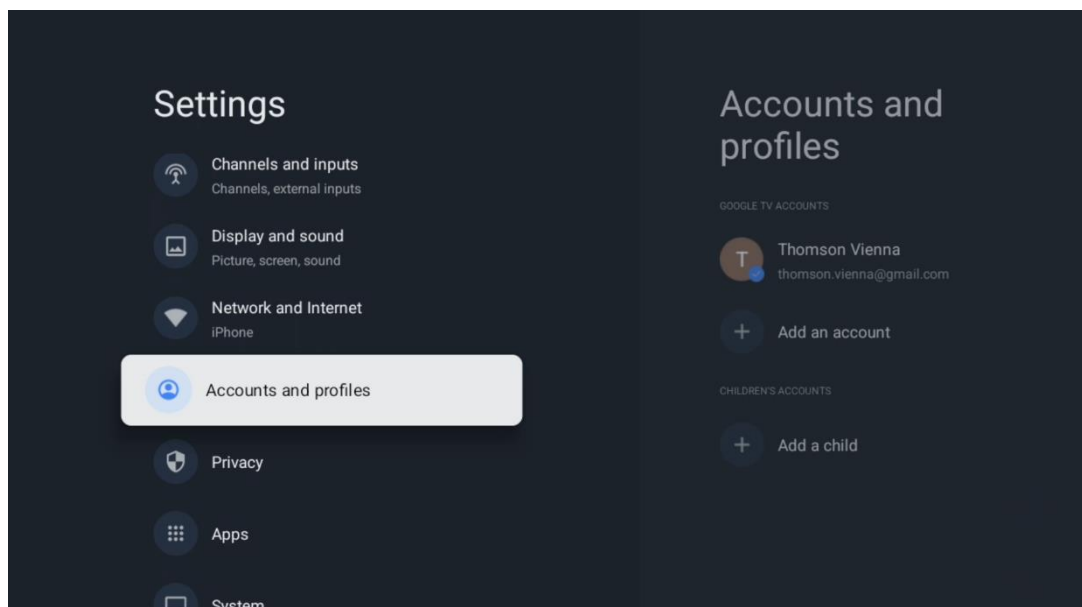 Settings
Channels and inputs
Channels, external inputs
Display and sound
Picture, screen, sound
Network and Internet
iPhone
Accounts and profiles
Privacy
Apps
System
Accounts and
profiles
GOOGLE TV ACCOUNTS
T
Thomson Vienna
thomson.vienna@gmail.com
Add an account
CHILDREN'S ACCOUNTS
Add a child